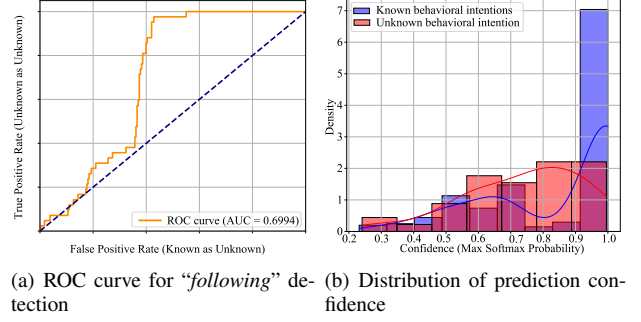 True Positive Rate (Unknown as Unknown)
ROC curve (AUC = 0.6994)
False Positive Rate (Known as Unknown)
(a) ROC curve for “following” de-
tection
Known behavioral intentions
Unknown behavioral intention
Density
7
6
5
4
3
2
1
0
0.2 0.3 0.4 0.5 0.6 0.7 0.8 0.9 1.0
Confidence (Max Softmax Probability)
(b) Distribution of prediction con-
fidence